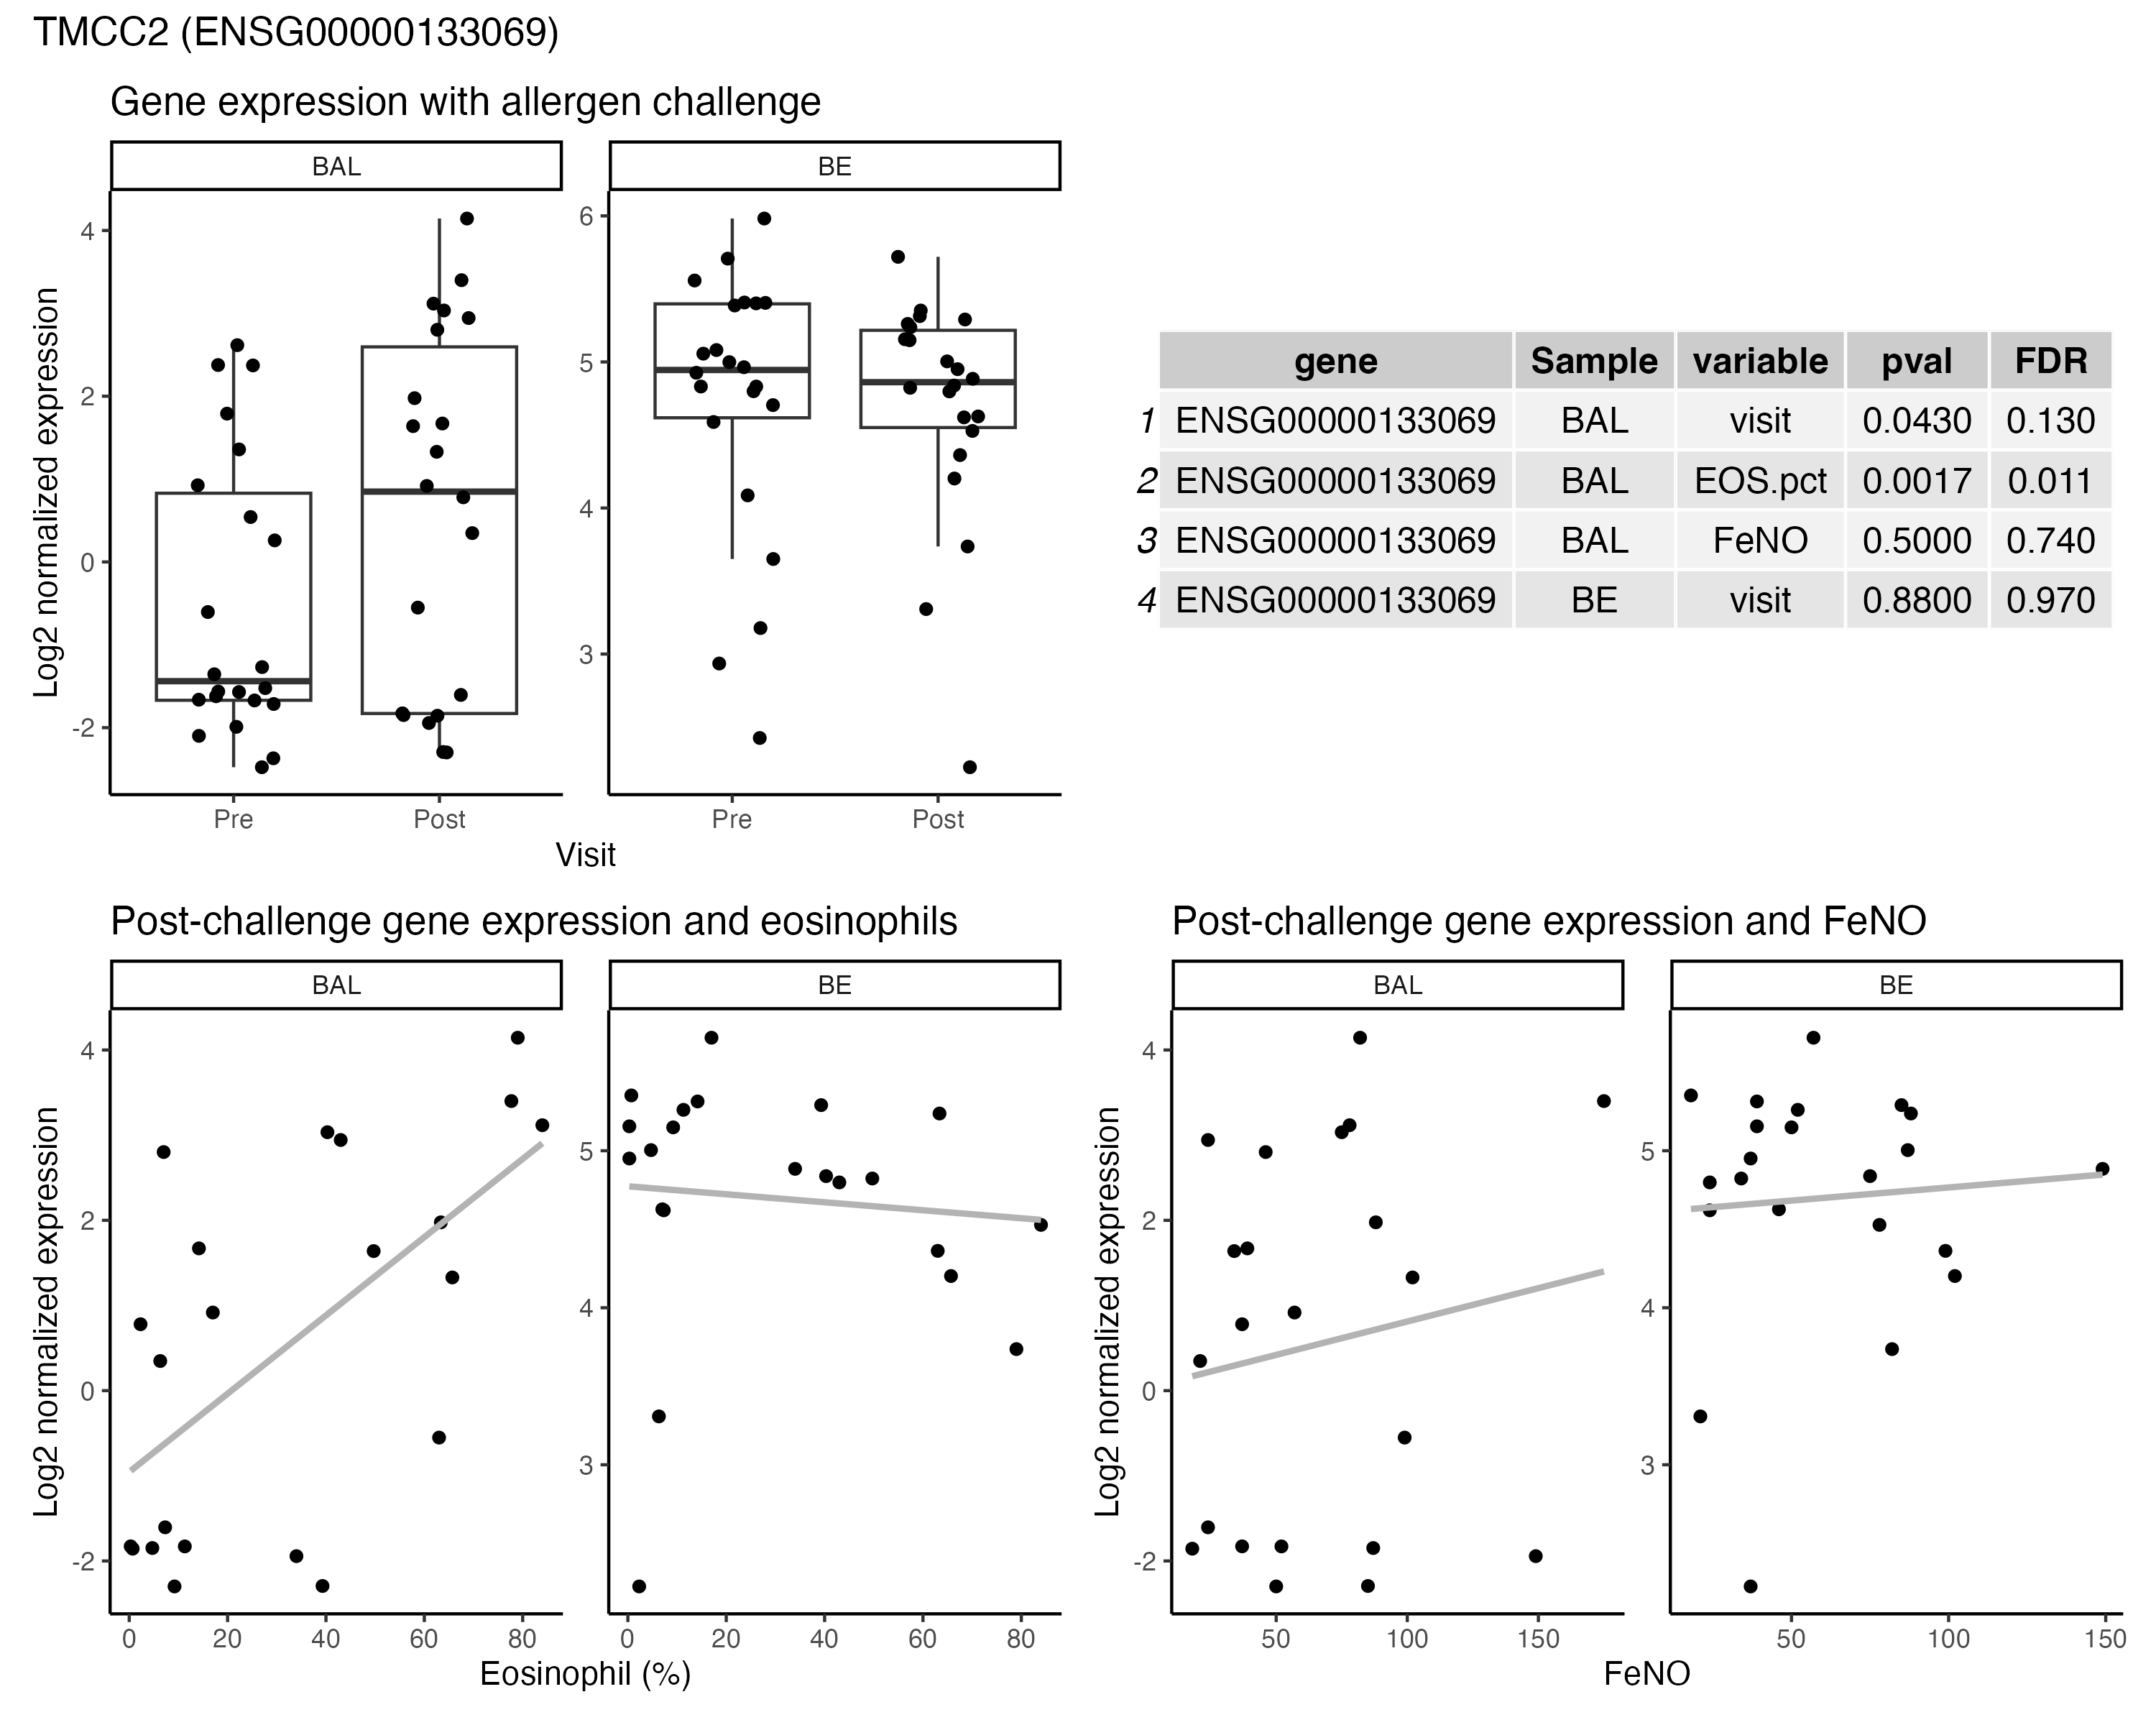 TMCC2 (ENSG00000133069)
Gene expression with allergen challenge
BAL
BE
Log2 normalized expression
4
2
0
-2
6
5
4
3
Pre
Post
Pre
Post
Visit
gene Sample variable pval FDR
1 ENSG00000133069 BAL visit 0.0430 0.130
2 ENSG00000133069 BAL EOS.pct 0.0017 0.011
3 ENSG00000133069 BAL FeNO 0.5000 0.740
4 ENSG00000133069 BE visit 0.8800 0.970
Post-challenge gene expression and eosinophils
BAL
BE
Log2 normalized expression
4
2
0
-2
5
4
3
0 20 40 60 80
0 20 40 60 80
Eosinophil (%)
Post-challenge gene expression and FeNO
BAL
BE
Log2 normalized expression
4
2
0
-2
5
4
3
50 100 150
50 100 150
FeNO